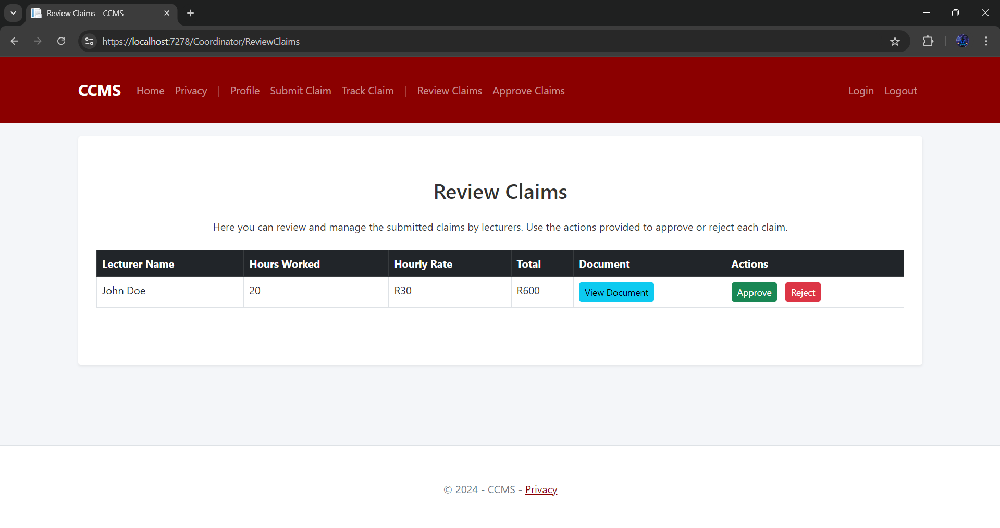 Review Claims - CCMS
https://localhost:7278/Coordinator/ReviewClaims
CCMS Home Privacy | Profile Submit Claim Track Claim | Review Claims Approve Claims Login Logout
Review Claims
Here you can review and manage the submitted claims by lecturers. Use the actions provided to approve or reject each claim.
Lecturer Name Hours Worked Hourly Rate Total Document Actions
John Doe 20 R30 R600 View Document Approve Reject
© 2024 - CCMS - Privacy